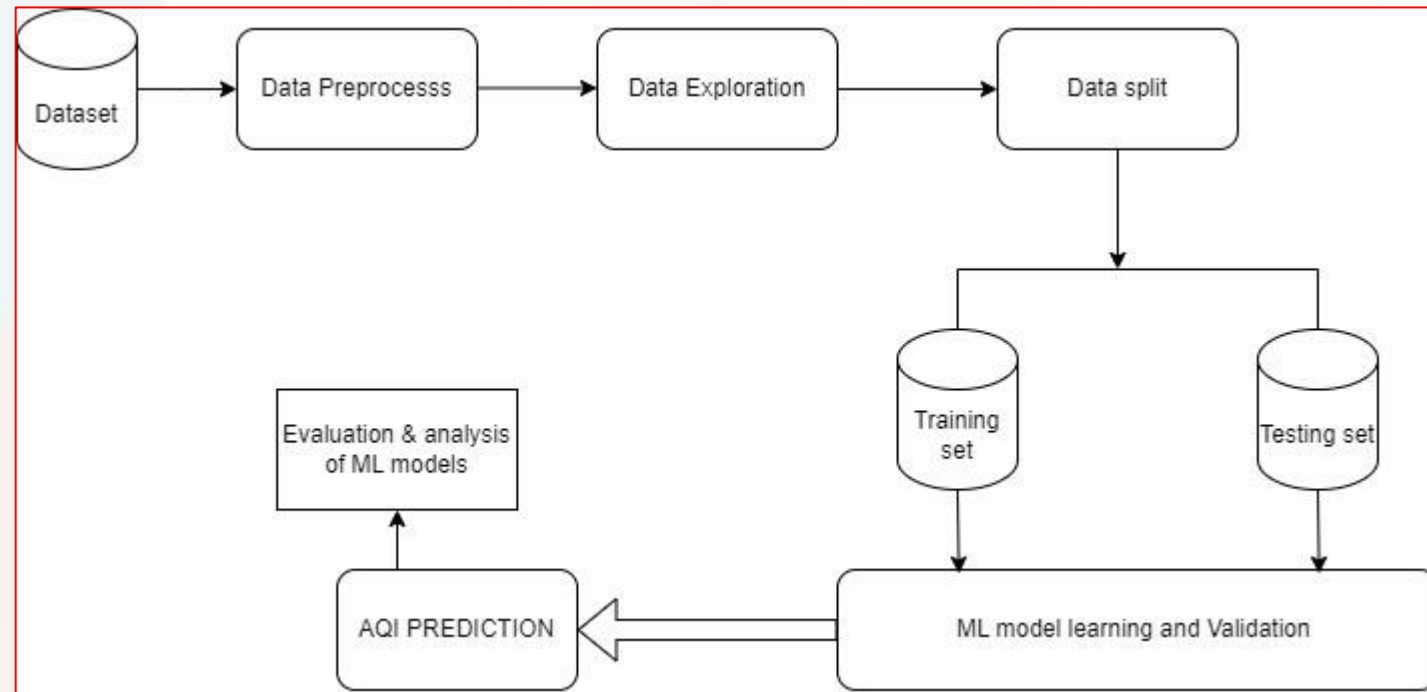 Dataset
Data Preprocesss
Data Exploration
Data split
Training
set
Testing set
Evaluation & analysis
of ML models
AQI PREDICTION
ML model learning and Validation